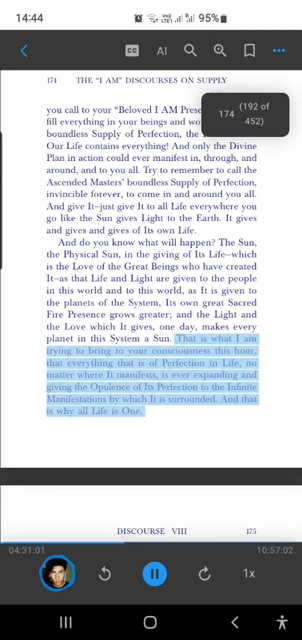 14:44
95%
CC
AI
174 THE "I AM" DISCOURSES ON SUPPLY
174 (192 of 452)
you call to your "Beloved I AM Prese
fill everything in your beings and wo
boundless Supply of Perfection, the
Our Life contains everything! And only the Divine
Plan in action could ever manifest in, through, and
around, and to you all. Try to remember to call the
Ascended Masters' boundless Supply of Perfection,
invincible forever, to come in and around you all.
And give It—just give It to all Life everywhere you
go like the Sun gives Light to the Earth. It gives
and gives and gives of Its own Life.
And do you know what will happen? The Sun,
the Physical Sun, in the giving of Its Life—which
is the Love of the Great Beings who have created
It—as that Life and Light are given to the people
in this world and to this world, as It is given to
the planets of the System, Its own great Sacred
Fire Presence grows greater; and the Light and
the Love which It gives, one day, makes every
planet in this System a Sun. That is what I am
trying to bring to your consciousness this hour,
that everything that is of Perfection in Life, no
matter where It manifests, is ever expanding and
giving the Opulence of Its Perfection to the Infinite
Manifestations by which It is surrounded. And that
is why all Life is One.
DISCOURSE VIII 175
04:31:01 10:57:02
1x